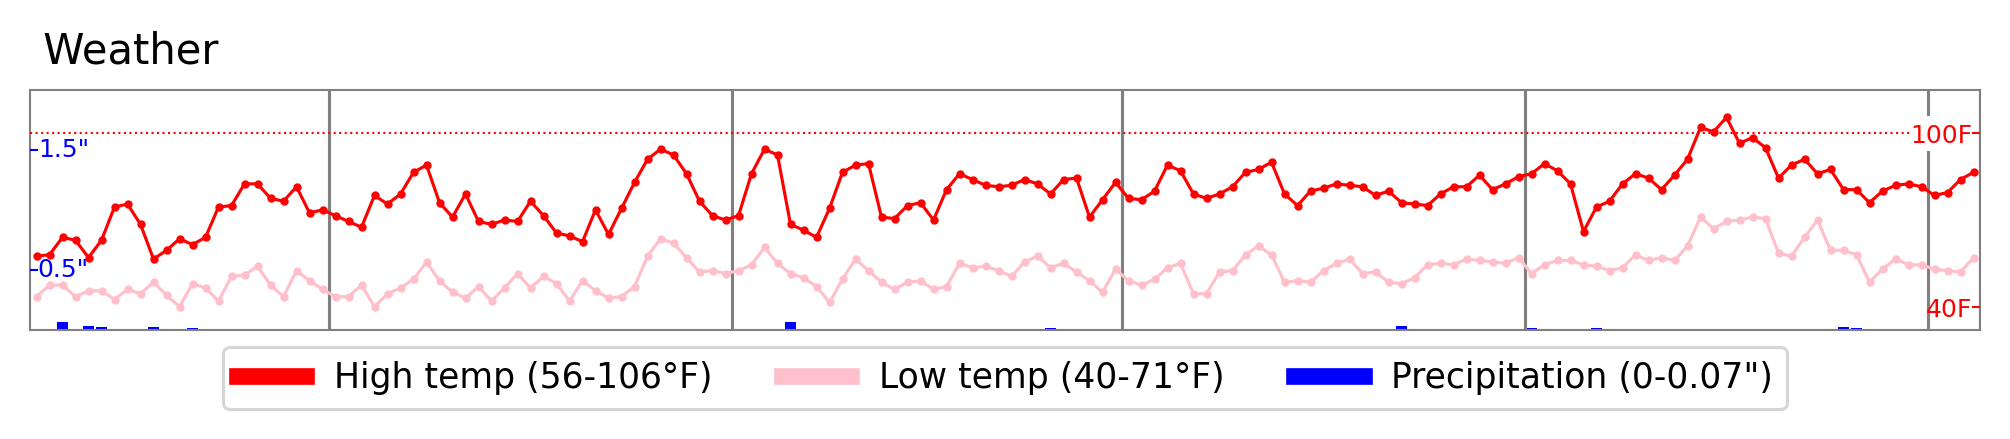 Weather
1.5"
100F
0.5"
40F
High temp (56-106°F) Low temp (40-71°F) Precipitation (0-0.07")